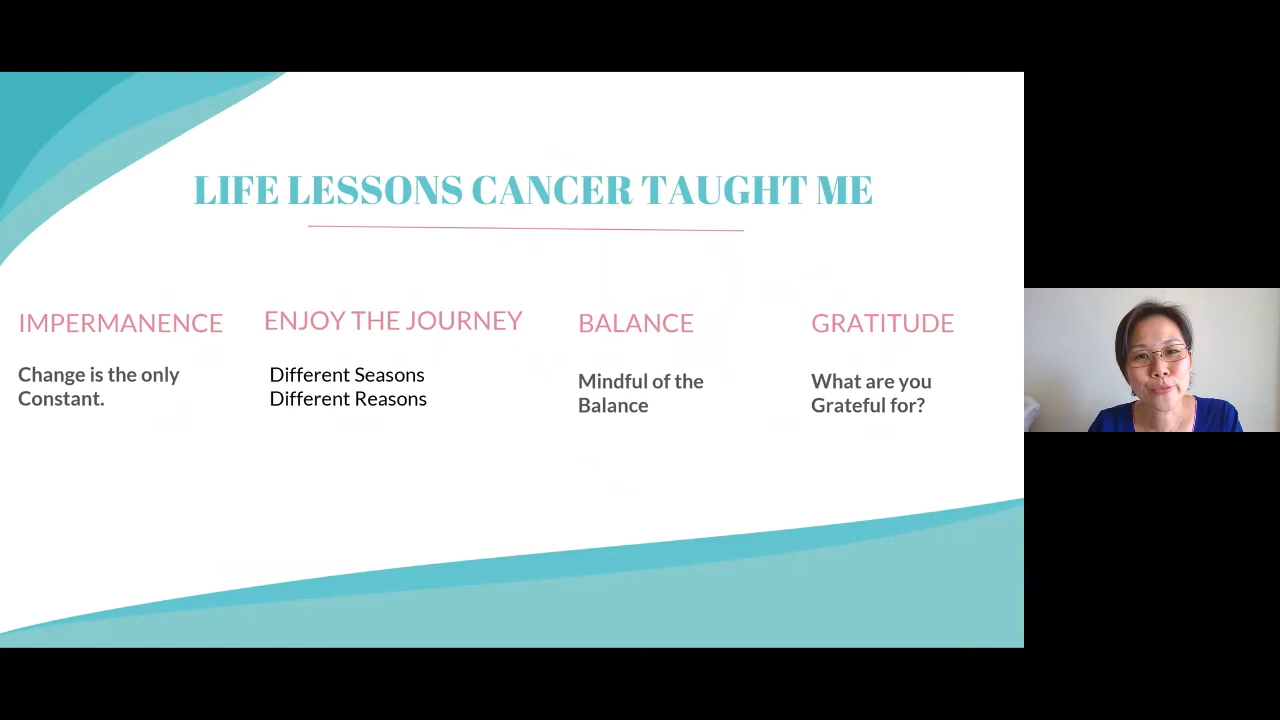 LIFE LESSONS CANCER TAUGHT ME
IMPERMANENCE
Change is the only
Constant.
ENJOY THE JOURNEY
Different Seasons
Different Reasons
BALANCE
Mindful of the
Balance
GRATITUDE
What are you
Grateful for?